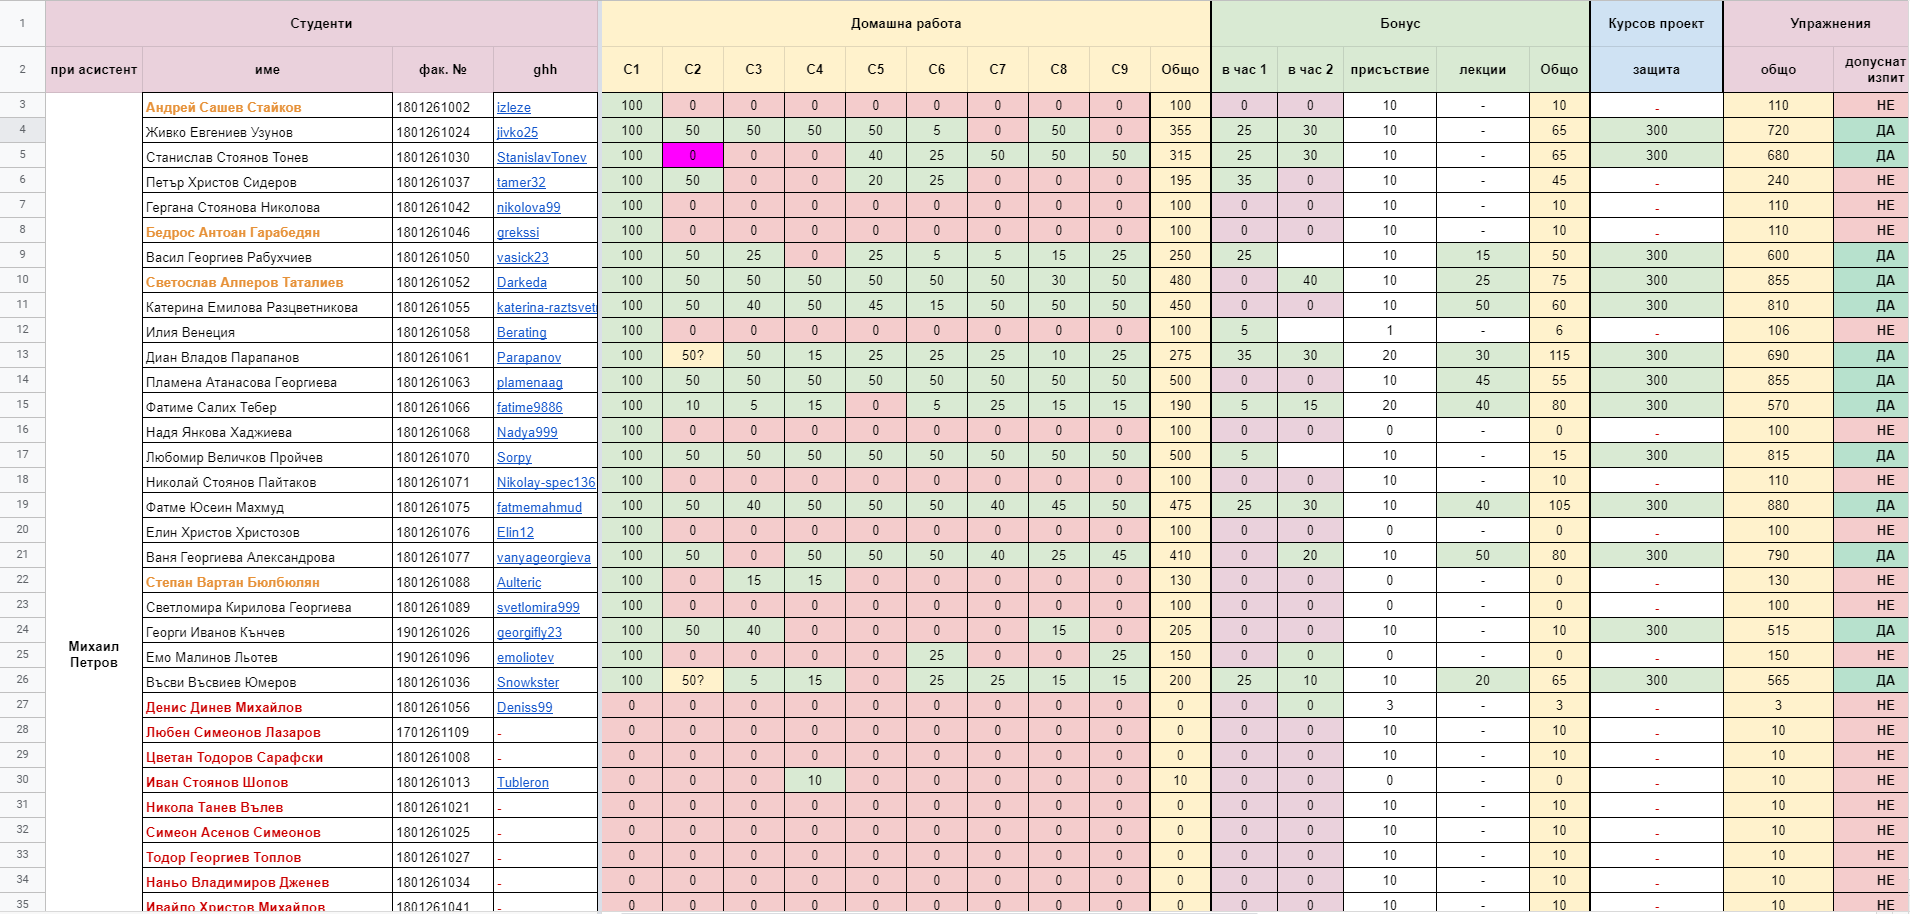 1 Студенти Домашна работа Бонус Курсов проект Упражнения
2 при асистент име фак. № ghh C1 C2 C3 C4 C5 C6 C7 C8 C9 Общо в час 1 в час 2 присъствие лекции Общо защита общо допуснат изпит
3 Андрей Сашев Стайков 1801261002 izleze 100 0 0 0 0 0 0 0 0 100 0 0 10 - 10 - 110 НЕ
4 Живко Евгениев Узунов 1801261024 jivko25 100 50 50 50 50 5 0 50 0 355 25 30 10 - 65 300 720 ДА
5 Станислав Стоянов Тонев 1801261030 StanislavTonev 100 0 0 0 40 25 50 50 50 315 25 30 10 - 65 300 680 ДА
6 Петър Христов Сидеров 1801261037 tamer32 100 50 0 0 20 25 0 0 0 195 35 0 10 - 45 - 240 НЕ
7 Гергана Стоянова Николова 1801261042 nikolova99 100 0 0 0 0 0 0 0 0 100 0 0 10 - 10 - 110 НЕ
8 Бедрос Антоан Гарабедян 1801261046 grekssi 100 0 0 0 0 0 0 0 0 100 0 0 10 - 10 - 110 НЕ
9 Васил Георгиев Рабухчиев 1801261050 vasick23 100 50 25 0 25 5 5 15 25 250 25 10 15 50 300 600 ДА
10 Светослав Алперов Таталиев 1801261052 Darkeda 100 50 50 50 50 50 50 30 50 480 0 40 10 25 75 300 855 ДА
11 Катерина Емилова Разцветникова 1801261055 katerina-raztsvet 100 50 40 50 45 15 50 50 50 450 0 0 10 50 60 300 810 ДА
12 Илия Венеция 1801261058 Berating 100 0 0 0 0 0 0 0 0 100 5 1 - 6 - 106 НЕ
13 Диан Владов Парапанов 1801261061 Parapanov 100 50? 50 15 25 25 25 10 25 275 35 30 20 30 115 300 690 ДА
14 Пламена Атанасова Георгиева 1801261063 plamenaag 100 50 50 50 50 50 50 50 50 500 0 0 10 45 55 300 855 ДА
15 Фатиме Салих Тебер 1801261066 fatime9886 100 10 5 15 0 5 25 15 15 190 5 15 20 40 80 300 570 ДА
16 Надя Янкова Хаджиева 1801261068 Nadya999 100 0 0 0 0 0 0 0 0 100 0 0 0 - 0 - 100 НЕ
17 Любомир Величков Пройчев 1801261070 Sorpy 100 50 50 50 50 50 50 50 50 500 5 10 - 15 300 815 ДА
18 Николай Стоянов Пайтаков 1801261071 Nikolay-spec136 100 0 0 0 0 0 0 0 0 100 0 0 10 - 10 - 110 НЕ
19 Фатме Юсеин Махмуд 1801261075 fatmemahmud 100 50 40 50 50 50 40 45 50 475 25 30 10 40 105 300 880 ДА
20 Елин Христов Христозов 1801261076 Elin12 100 0 0 0 0 0 0 0 0 100 0 0 0 - 0 - 100 НЕ
21 Ваня Георгиева Александрова 1801261077 vanyageorgieva 100 50 0 50 50 50 40 25 45 410 0 20 10 50 80 300 790 ДА
22 Степан Вартан Бюлбюлян 1801261088 Aulteric 100 0 15 15 0 0 0 0 0 130 0 0 0 - 0 - 130 НЕ
23 Светломира Кирилова Георгиева 1801261089 svetlomira999 100 0 0 0 0 0 0 0 0 100 0 0 0 - 0 - 100 НЕ
24 Георги Иванов Кънчев 1901261026 georgifly23 100 50 40 0 0 0 0 15 0 205 0 0 10 - 10 300 515 ДА
25 Михаил Петров Емо Малинов Льотев 1901261096 emoliotev 100 0 0 0 0 25 0 0 25 150 0 0 0 - 0 - 150 НЕ
26 Въсви Въсвиев Юмеров 1801261036 Snowkster 100 50? 5 15 0 25 25 15 15 200 25 10 10 20 65 300 565 ДА
27 Денис Динев Михайлов 1801261056 Deniss99 0 0 0 0 0 0 0 0 0 0 0 0 3 - 3 - 3 НЕ
28 Любен Симеонов Лазаров 1701261109 - 0 0 0 0 0 0 0 0 0 0 0 0 10 - 10 - 10 НЕ
29 Цветан Тодоров Сарафски 1801261008 - 0 0 0 0 0 0 0 0 0 0 0 0 10 - 10 - 10 НЕ
30 Иван Стоянов Шопов 1801261013 Tubleron 0 0 0 10 0 0 0 0 0 10 0 0 0 - 0 - 10 НЕ
31 Никола Танев Вълев 1801261021 - 0 0 0 0 0 0 0 0 0 0 0 0 10 - 10 - 10 НЕ
32 Симеон Асенов Симеонов 1801261025 - 0 0 0 0 0 0 0 0 0 0 0 0 10 - 10 - 10 НЕ
33 Тодор Георгиев Топлов 1801261027 - 0 0 0 0 0 0 0 0 0 0 0 0 10 - 10 - 10 НЕ
34 Наньо Владимиров Дженев 1801261034 - 0 0 0 0 0 0 0 0 0 0 0 0 10 - 10 - 10 НЕ
35 Ивайло Христов Михайлов 1801261041 - 0 0 0 0 0 0 0 0 0 0 0 0 10 - 10 - 10 НЕ